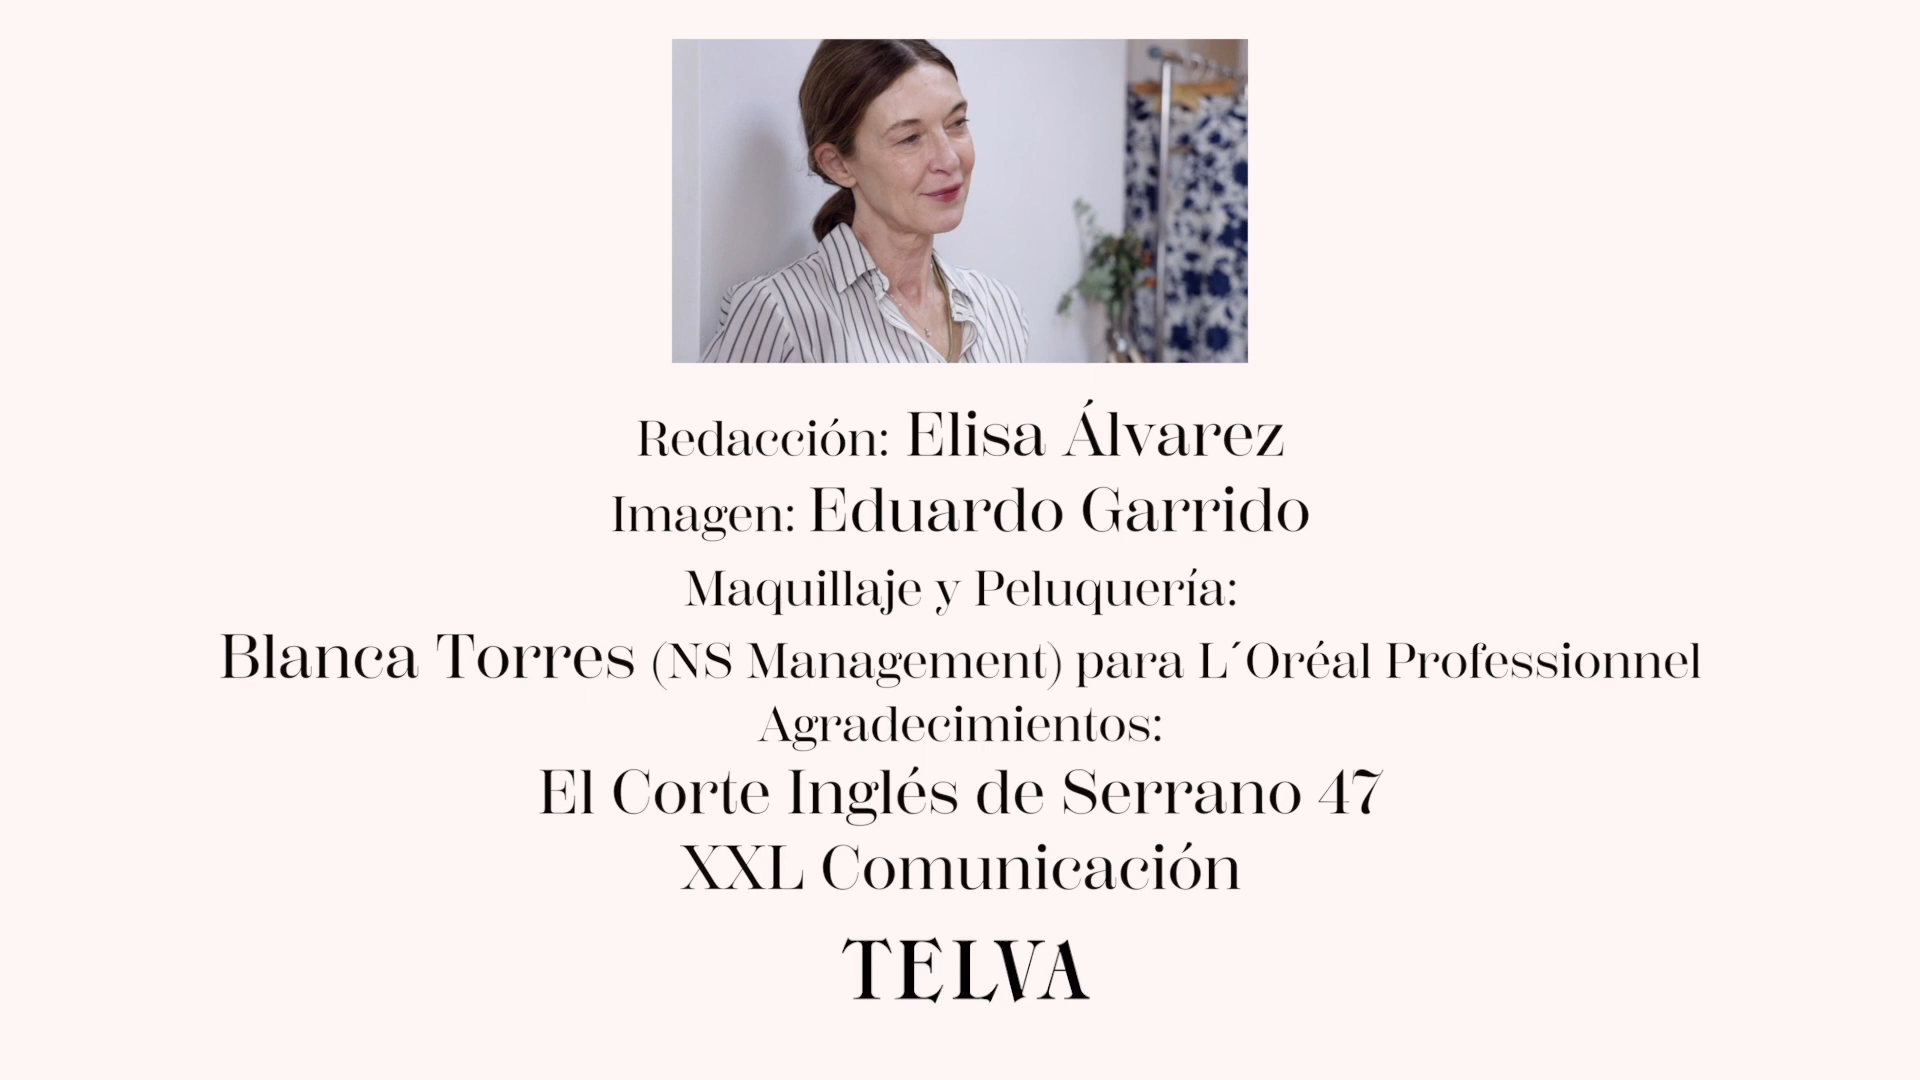 Redacción: Elisa Álvarez
Imagen: Eduardo Garrido
Maquillaje y Peluquería:
Blanca Torres (NS Management) para L´Oréal Professionnel
Agradecimientos:
El Corte Inglés de Serrano 47
XXL Comunicación
TELVA